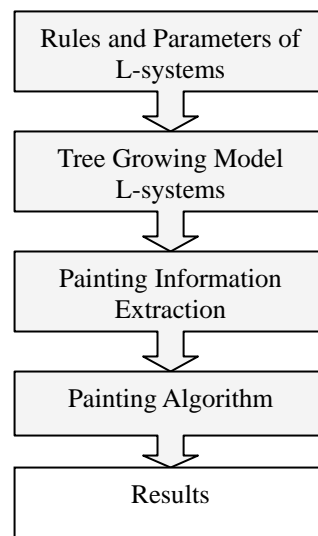 Rules and Parameters of
L-systems
Tree Growing Model
L-systems
Painting Information
Extraction
Painting Algorithm
Results